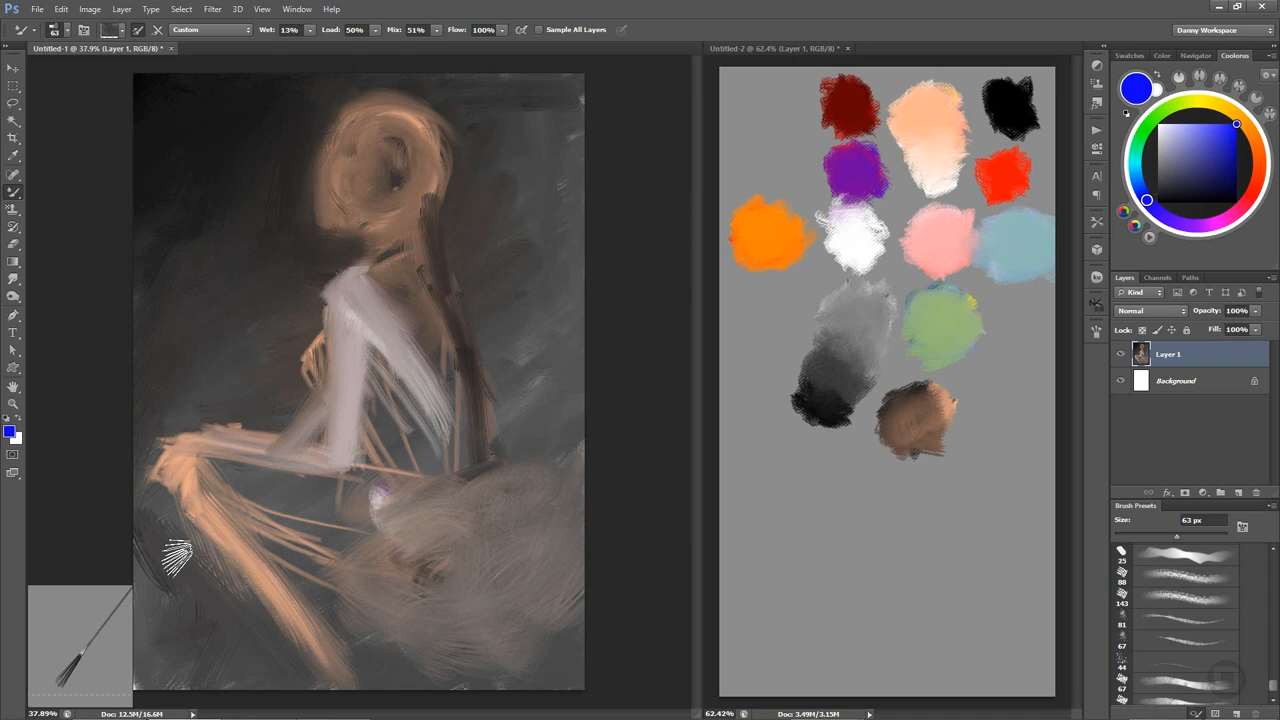 Ps File Edit Image Layer Type Select Filter 3D View Window Help
63 Custom Wet: 13% Load: 50% Mix: 51% Flow: 100% Sample All Layers Danny Workspace
Untitled-1 @ 37.9% (Layer 1, RGB/8) * × Untitled-2 @ 62.4% (Layer 1, RGB/8) * ×
Swatches Color Navigator Coolorus
Layers Channels Paths
Kind
Normal Opacity: 100%
Lock: Fill: 100%
Layer 1
Background
Brush Presets
Size: 63 px
25
88
143
81
67
44
67
37.89% Doc: 12.5M/16.6M 62.42% Doc: 3.49M/3.15M